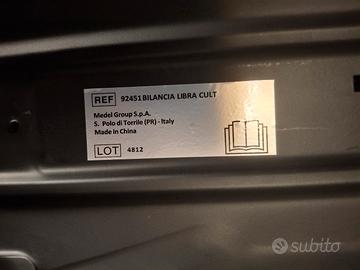 REF 92451 BILANCIA LIBRA CULT
Medel Group S.p.A.
S. Polo di Torrile (PR) - Italy
Made in China
LOT 4812
subito